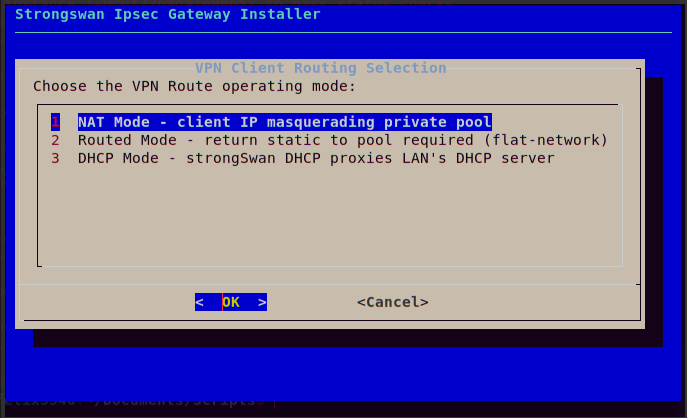 Strongswan Ipsec Gateway Installer
VPN Client Routing Selection
Choose the VPN Route operating mode:
1 NAT Mode - client IP masquerading private pool
2 Routed Mode - return static to pool required (flat-network)
3 DHCP Mode - strongSwan DHCP proxies LAN's DHCP server
< OK > <Cancel>